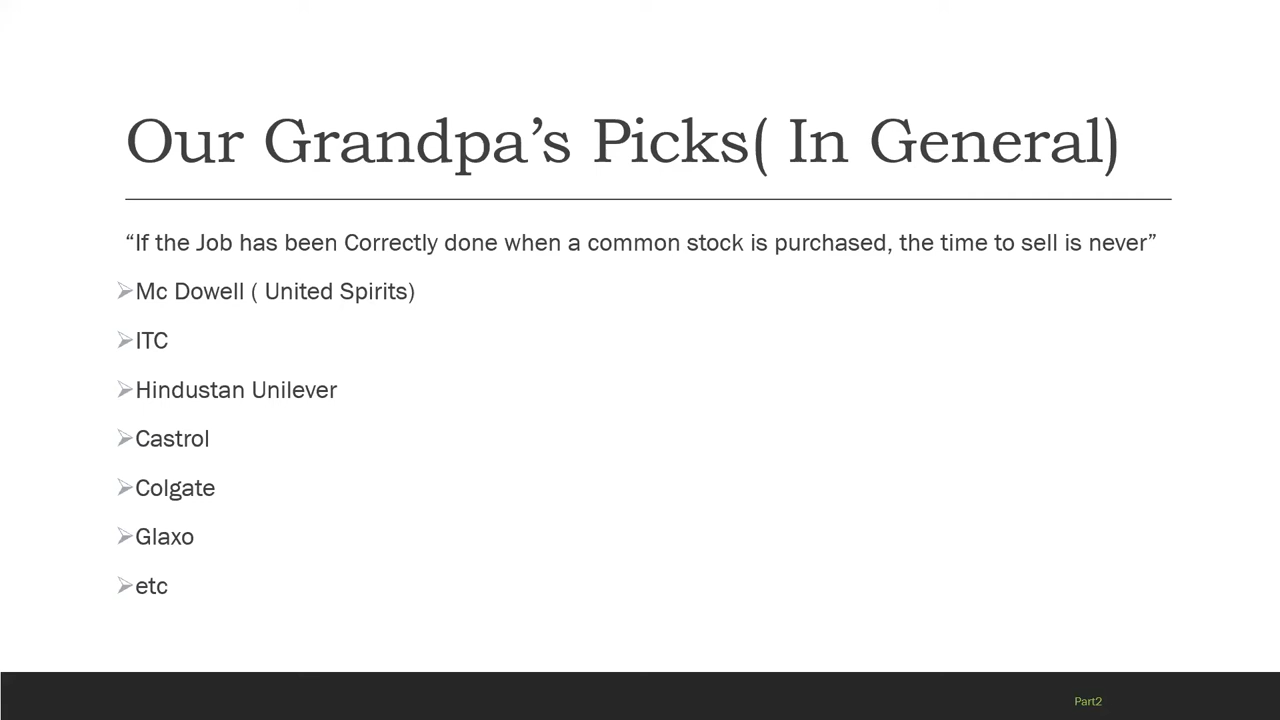 Our Grandpa’s Picks( In General)
“If the Job has been Correctly done when a common stock is purchased, the time to sell is never”
Mc Dowell ( United Spirits)
ITC
Hindustan Unilever
Castrol
Colgate
Glaxo
etc
Part2